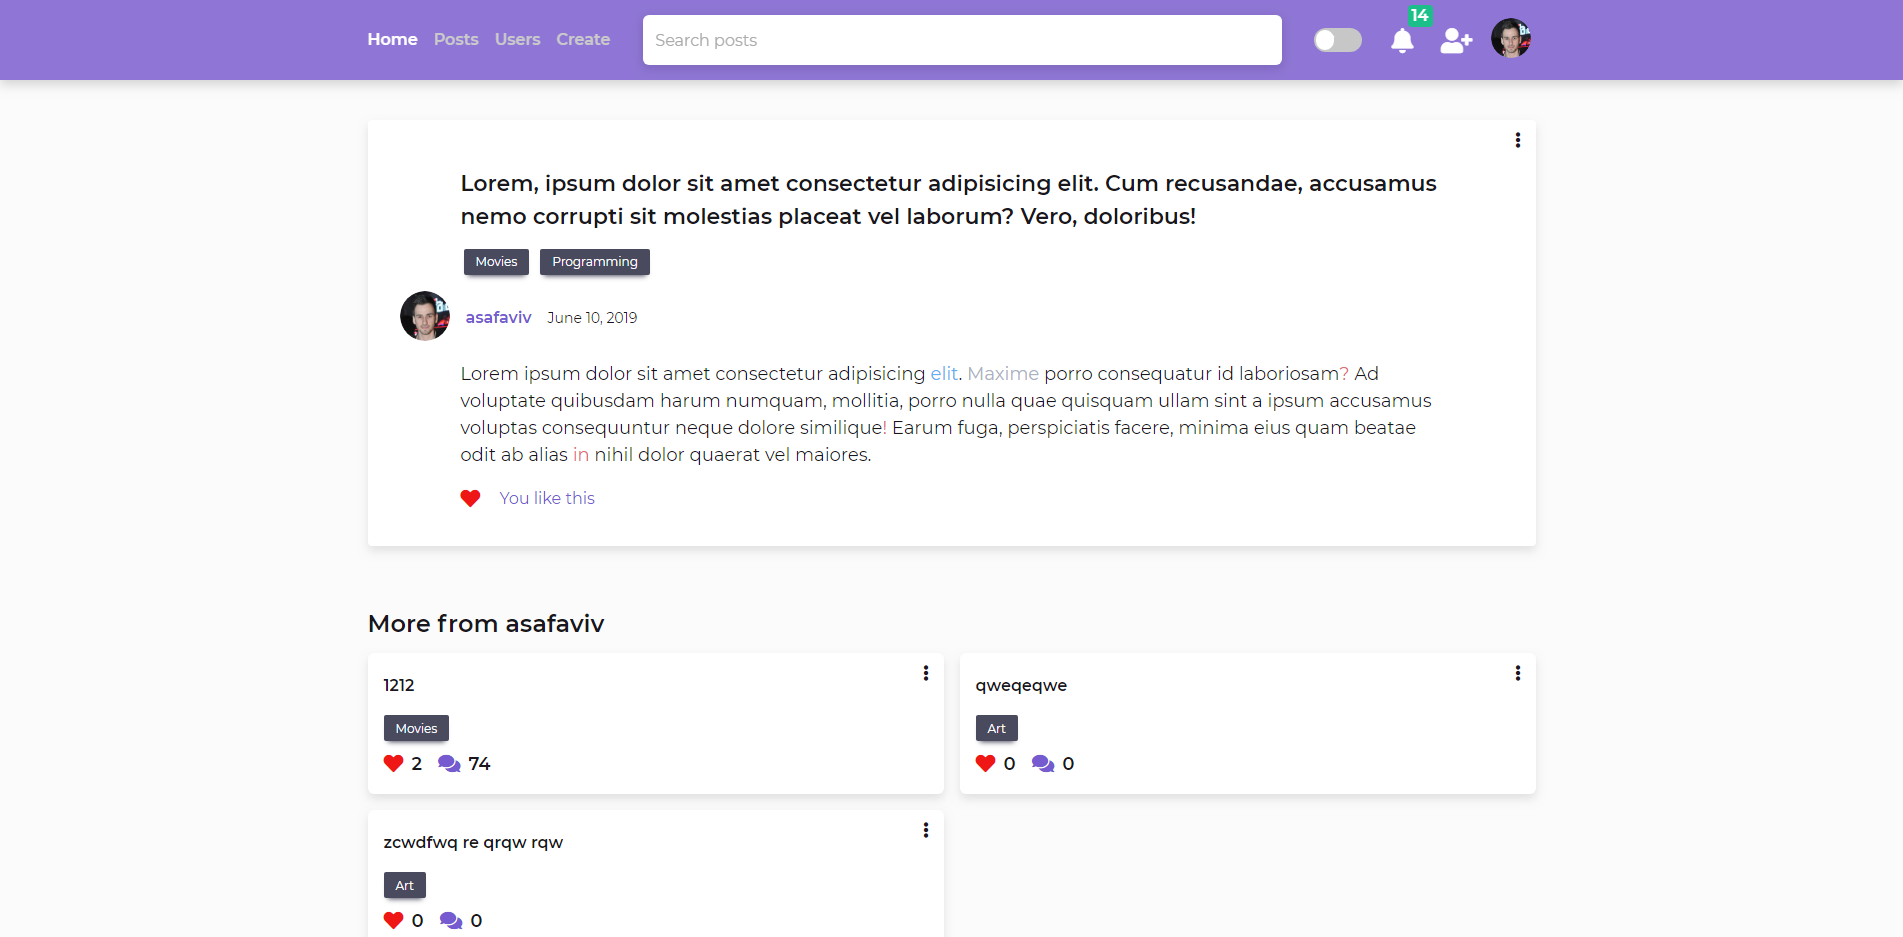 Home Posts Users Create Search posts 14
Lorem, ipsum dolor sit amet consectetur adipisicing elit. Cum recusandae, accusamus
nemo corrupti sit molestias placeat vel laborum? Vero, doloribus!
Movies Programming
asafaviv June 10, 2019
Lorem ipsum dolor sit amet consectetur adipisicing elit. Maxime porro consequatur id laboriosam? Ad
voluptate quibusdam harum numquam, mollitia, porro nulla quae quisquam ullam sint a ipsum accusamus
voluptas consequuntur neque dolore similique! Earum fuga, perspiciatis facere, minima eius quam beatae
odit ab alias in nihil dolor quaerat vel maiores.
You like this
More from asafaviv
1212
Movies
2 74
qweqeqwe
Art
0 0
zcwdfwq re qrqw rqw
Art
0 0